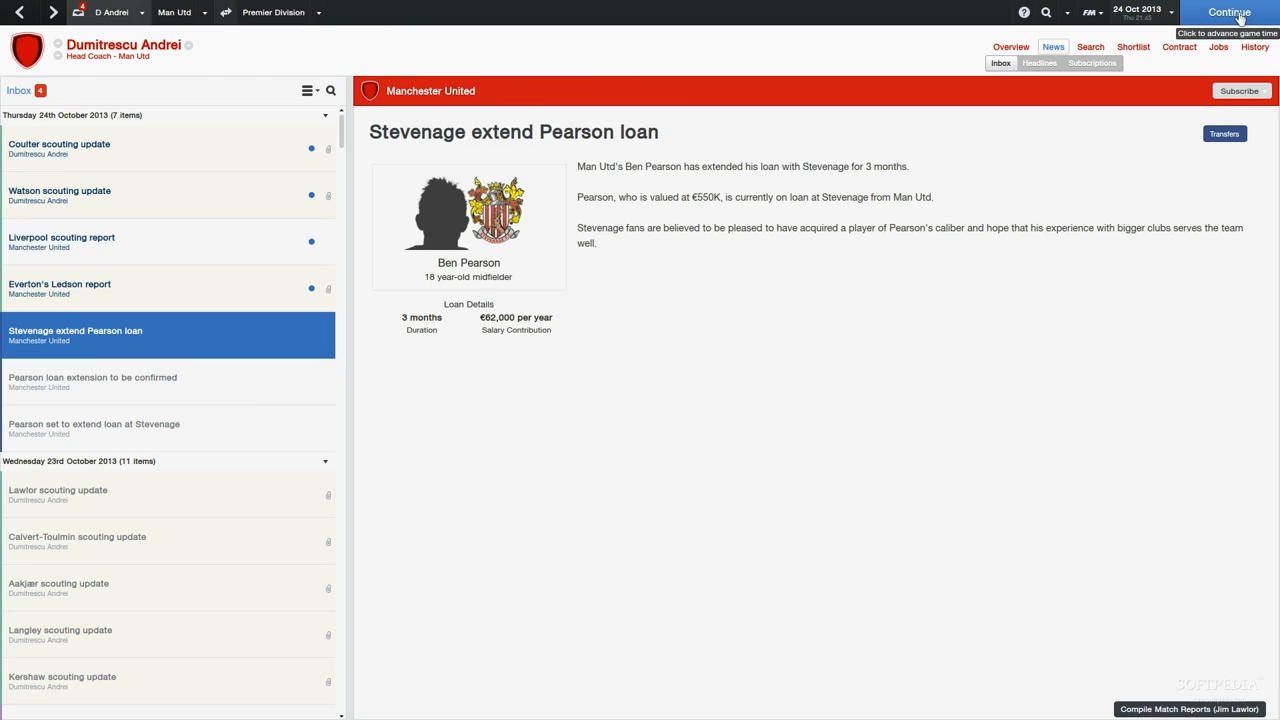 4
D Andrei
Man Utd
Premier Division
FM
24 Oct 2013
Thu 21:45
Continue
Click to advance game time
Dumitrescu Andrei
Head Coach - Man Utd
Overview
News
Search
Shortlist
Contract
Jobs
History
Inbox
Headlines
Subscriptions
Inbox 4
Thursday 24th October 2013 (7 items)
Coulter scouting update
Dumitrescu Andrei
Watson scouting update
Dumitrescu Andrei
Liverpool scouting report
Manchester United
Everton's Ledson report
Manchester United
Stevenage extend Pearson loan
Manchester United
Pearson loan extension to be confirmed
Manchester United
Pearson set to extend loan at Stevenage
Manchester United
Wednesday 23rd October 2013 (11 items)
Lawlor scouting update
Dumitrescu Andrei
Calvert-Toulmin scouting update
Dumitrescu Andrei
Aakjær scouting update
Dumitrescu Andrei
Langley scouting update
Dumitrescu Andrei
Kershaw scouting update
Dumitrescu Andrei
Manchester United
Subscribe
Stevenage extend Pearson loan
Transfers
Man Utd's Ben Pearson has extended his loan with Stevenage for 3 months.
Pearson, who is valued at €550K, is currently on loan at Stevenage from Man Utd.
Stevenage fans are believed to be pleased to have acquired a player of Pearson's caliber and hope that his experience with bigger clubs serves the team
well.
Ben Pearson
18 year-old midfielder
Loan Details
3 months
€62,000 per year
Duration
Salary Contribution
SOFTPEDIA
Compile Match Reports (Jim Lawlor)